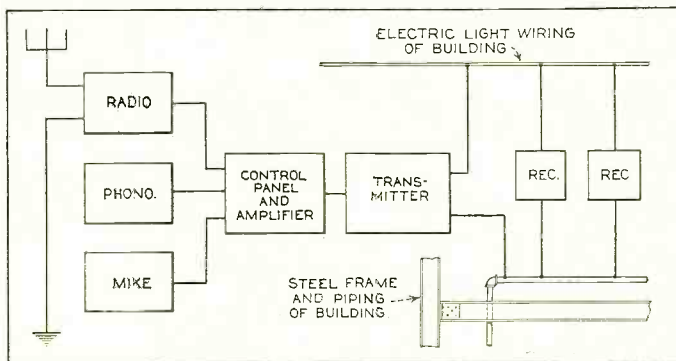 ELECTRIC LIGHT WIRING
OF BUILDING
RADIO
PHONO.
MIKE
CONTROL
PANEL
AND
AMPLIFIER
TRANS-
MITTER
REC.
REC
STEEL FRAME
AND PIPING
OF BUILDING